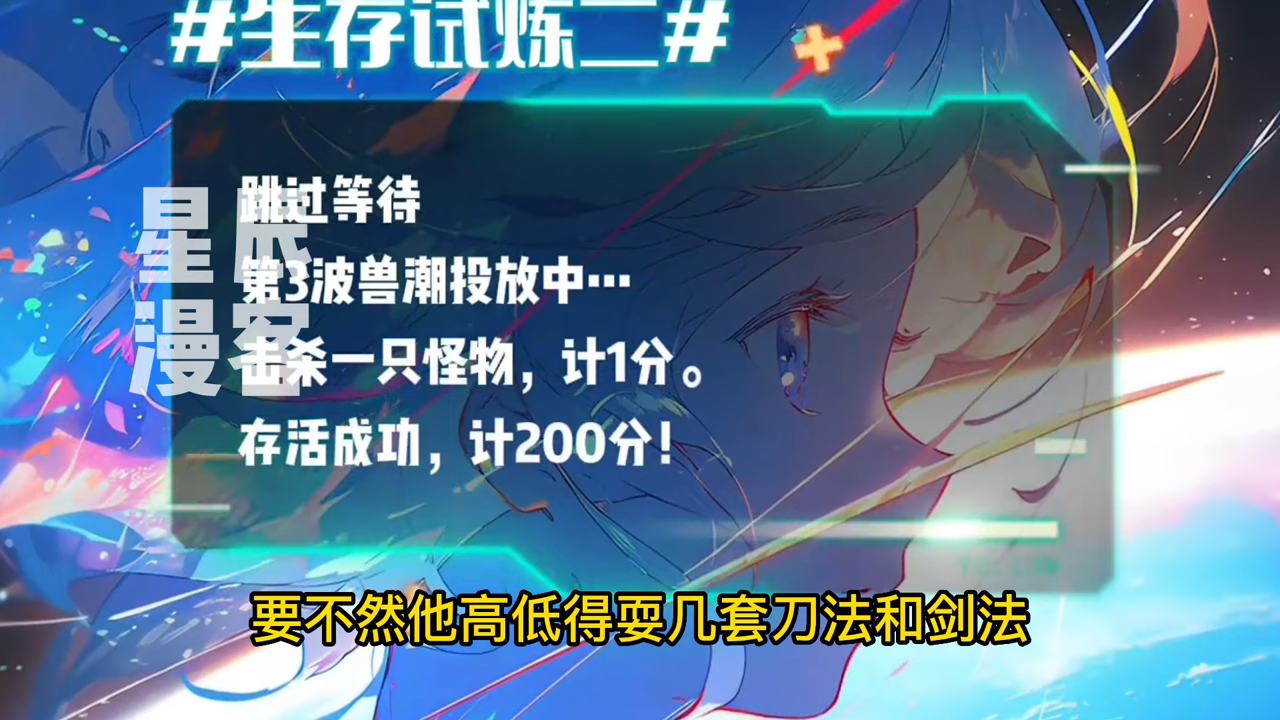 #生存试炼二#
跳过等待
第3波兽潮投放中…
击杀一只怪物，计1分。
存活成功，计200分！
星辰
漫客
要不然他高低得耍几套刀法和剑法